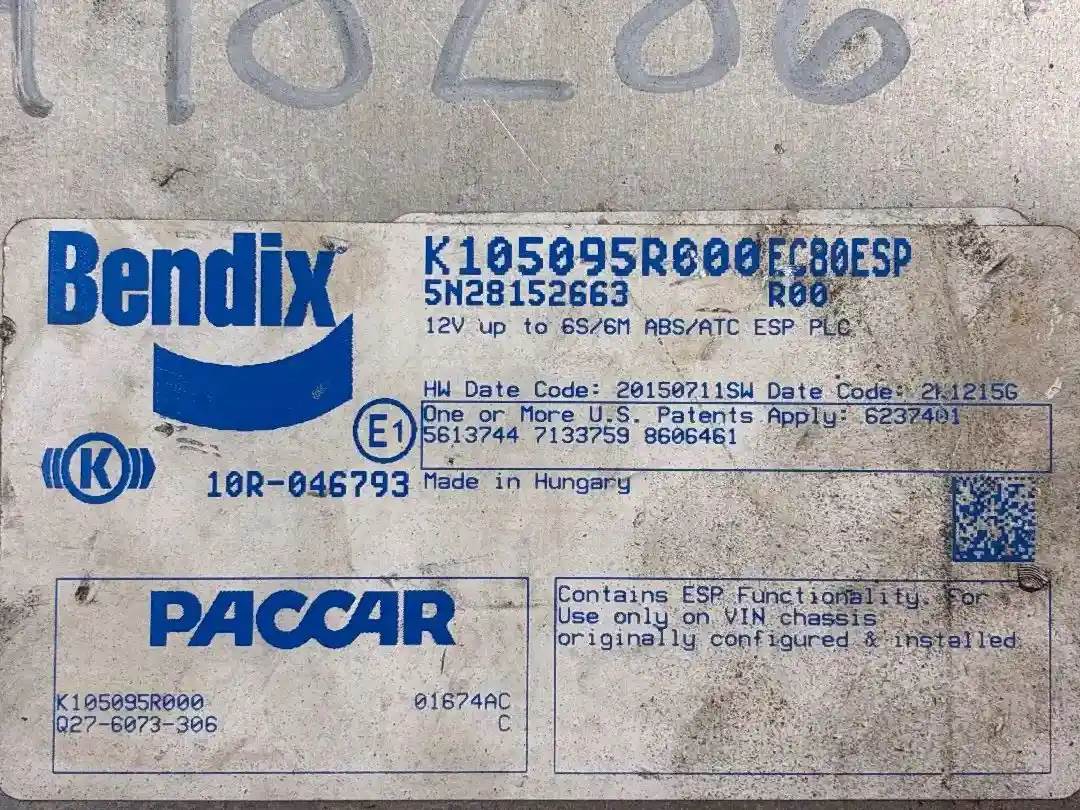 Bendix
K105095R000 EC80ESP
5N28152663 R00
12V up to 6S/6M ABS/ATC ESP PLC
HW Date Code: 20150711SW Date Code: 2K1215G
One or More U.S. Patents Apply: 6237401
5613744 7133759 8606461
E1
K
10R-046793
Made in Hungary
PACCAR
K105095R000 01674AC
Q27-6073-306 C
Contains ESP Functionality. For
Use only on VIN chassis
originally configured & installed